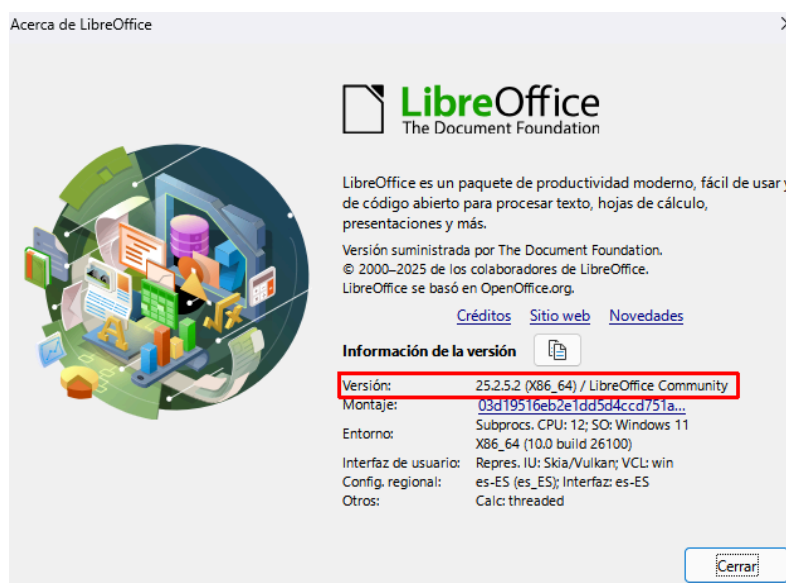 Acerca de LibreOffice
LibreOffice
The Document Foundation
LibreOffice es un paquete de productividad moderno, fácil de usar y
de código abierto para procesar texto, hojas de cálculo,
presentaciones y más.
Versión suministrada por The Document Foundation.
© 2000–2025 de los colaboradores de LibreOffice.
LibreOffice se basó en OpenOffice.org.
Créditos Sitio web Novedades
Información de la versión
Versión: 25.2.5.2 (X86_64) / LibreOffice Community
Montaje: 03d19516eb2e1dd5d4ccd751a...
Entorno: Subprocs. CPU: 12; SO: Windows 11
X86_64 (10.0 build 26100)
Interfaz de usuario: Repres. IU: Skia/Vulkan; VCL: win
Config. regional: es-ES (es_ES); Interfaz: es-ES
Otros: Calc: threaded
Cerrar